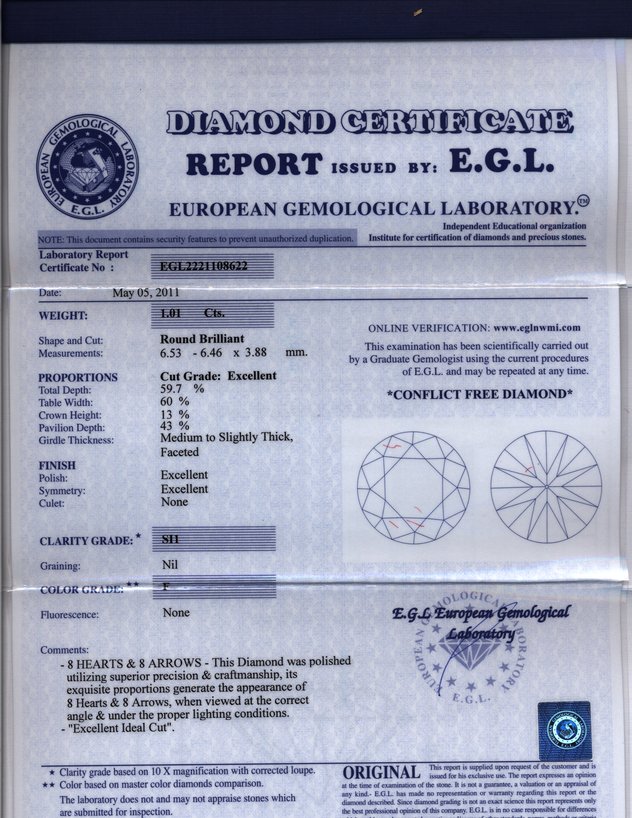 EUROPEAN GEMOLOGICAL LABORATORY
E.G.L.
DIAMOND CERTIFICATE
REPORT ISSUED BY: E.G.L.
EUROPEAN GEMOLOGICAL LABORATORY.™
Independent Educational organization
NOTE: This document contains security features to prevent unauthorized duplication.
Institute for certification of diamonds and precious stones.
Laboratory Report
Certificate No : EGL2221108622
Date: May 05, 2011
WEIGHT: 1.01 Cts.
Shape and Cut: Round Brilliant
Measurements: 6.53 - 6.46 x 3.88 mm.
PROPORTIONS Cut Grade: Excellent
Total Depth: 59.7 %
Table Width: 60 %
Crown Height: 13 %
Pavilion Depth: 43 %
Girdle Thickness: Medium to Slightly Thick,
Faceted
FINISH
Polish: Excellent
Symmetry: Excellent
Culet: None
CLARITY GRADE: * SI1
Graining: Nil
COLOR GRADE: ** F
Fluorescence: None
Comments:
- 8 HEARTS & 8 ARROWS - This Diamond was polished
utilizing superior precision & craftmanship, its
exquisite proportions generate the appearance of
8 Hearts & 8 Arrows, when viewed at the correct
angle & under the proper lighting conditions.
- "Excellent Ideal Cut".
ONLINE VERIFICATION: www.eglnwmi.com
This examination has been scientifically carried out
by a Graduate Gemologist using the current procedures
of E.G.L. and may be repeated at any time.
*CONFLICT FREE DIAMOND*
E.G.L European Gemological
Laboratory
EUROPEAN GEMOLOGICAL LABORATORY
E.G.L.
★ Clarity grade based on 10 X magnification with corrected loupe.
★★ Color based on master color diamonds comparison.
The laboratory does not and may not appraise stones which
are submitted for inspection.
ORIGINAL This report is supplied upon request of the customer and is
issued for his exclusive use. The report expresses an opinion
at the time of examination of the stone. It is not a guarantee, a valuation or an appraisal of
any kind.- E.G.L. has made no representation or warranty regarding this report or the
diamond described. Since diamond grading is not an exact science this report represents only
the best professional opinion of this company. E.G.L. is in no case responsible for differences